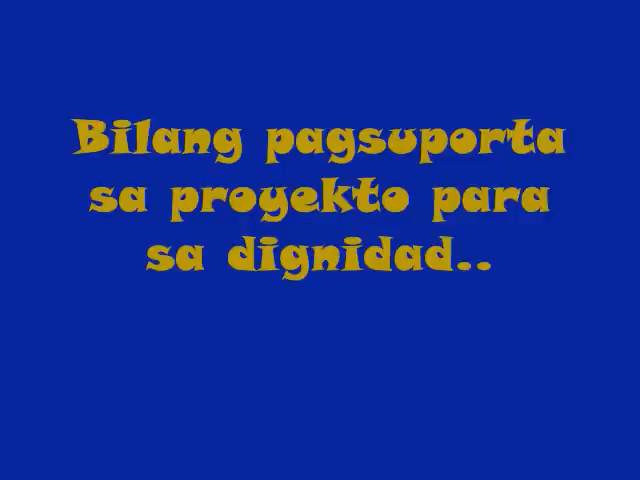 Bilang pagsuporta
sa proyekto para
sa dignidad..